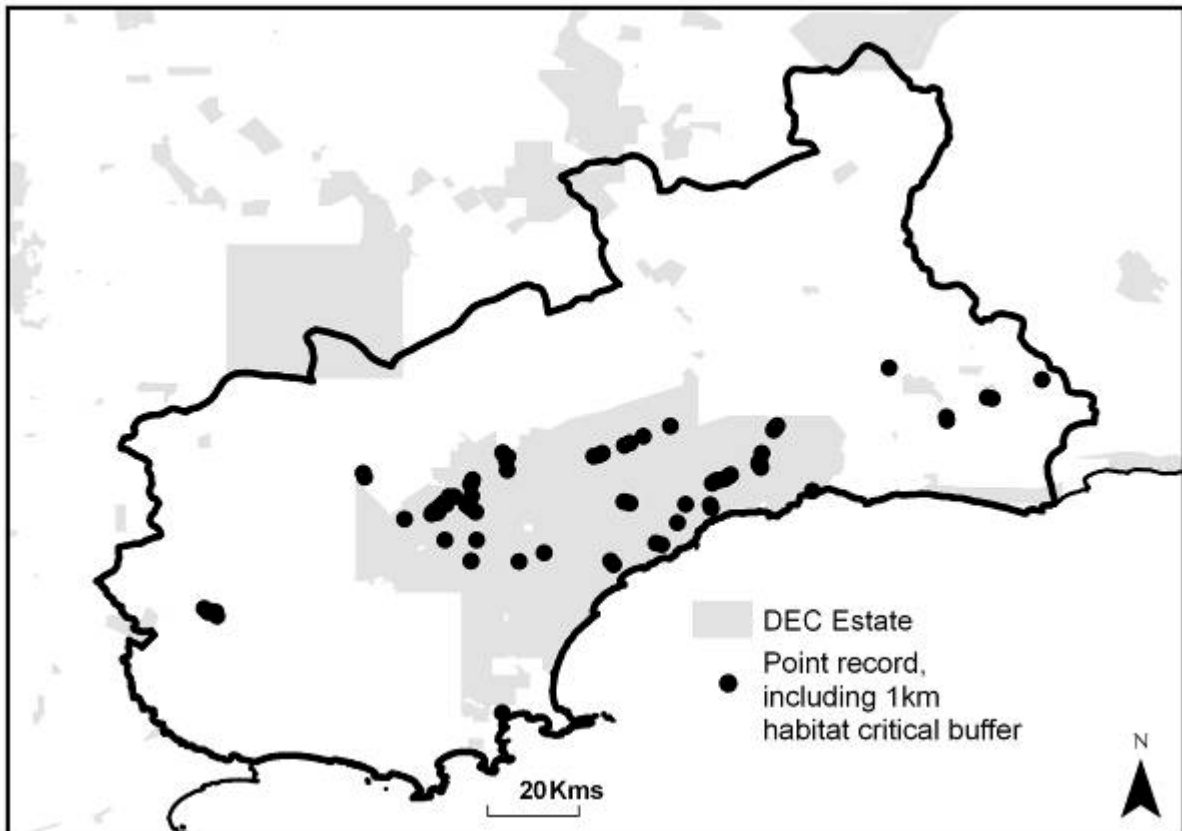 DEC Estate
Point record,
including 1km
habitat critical buffer
N
20Kms